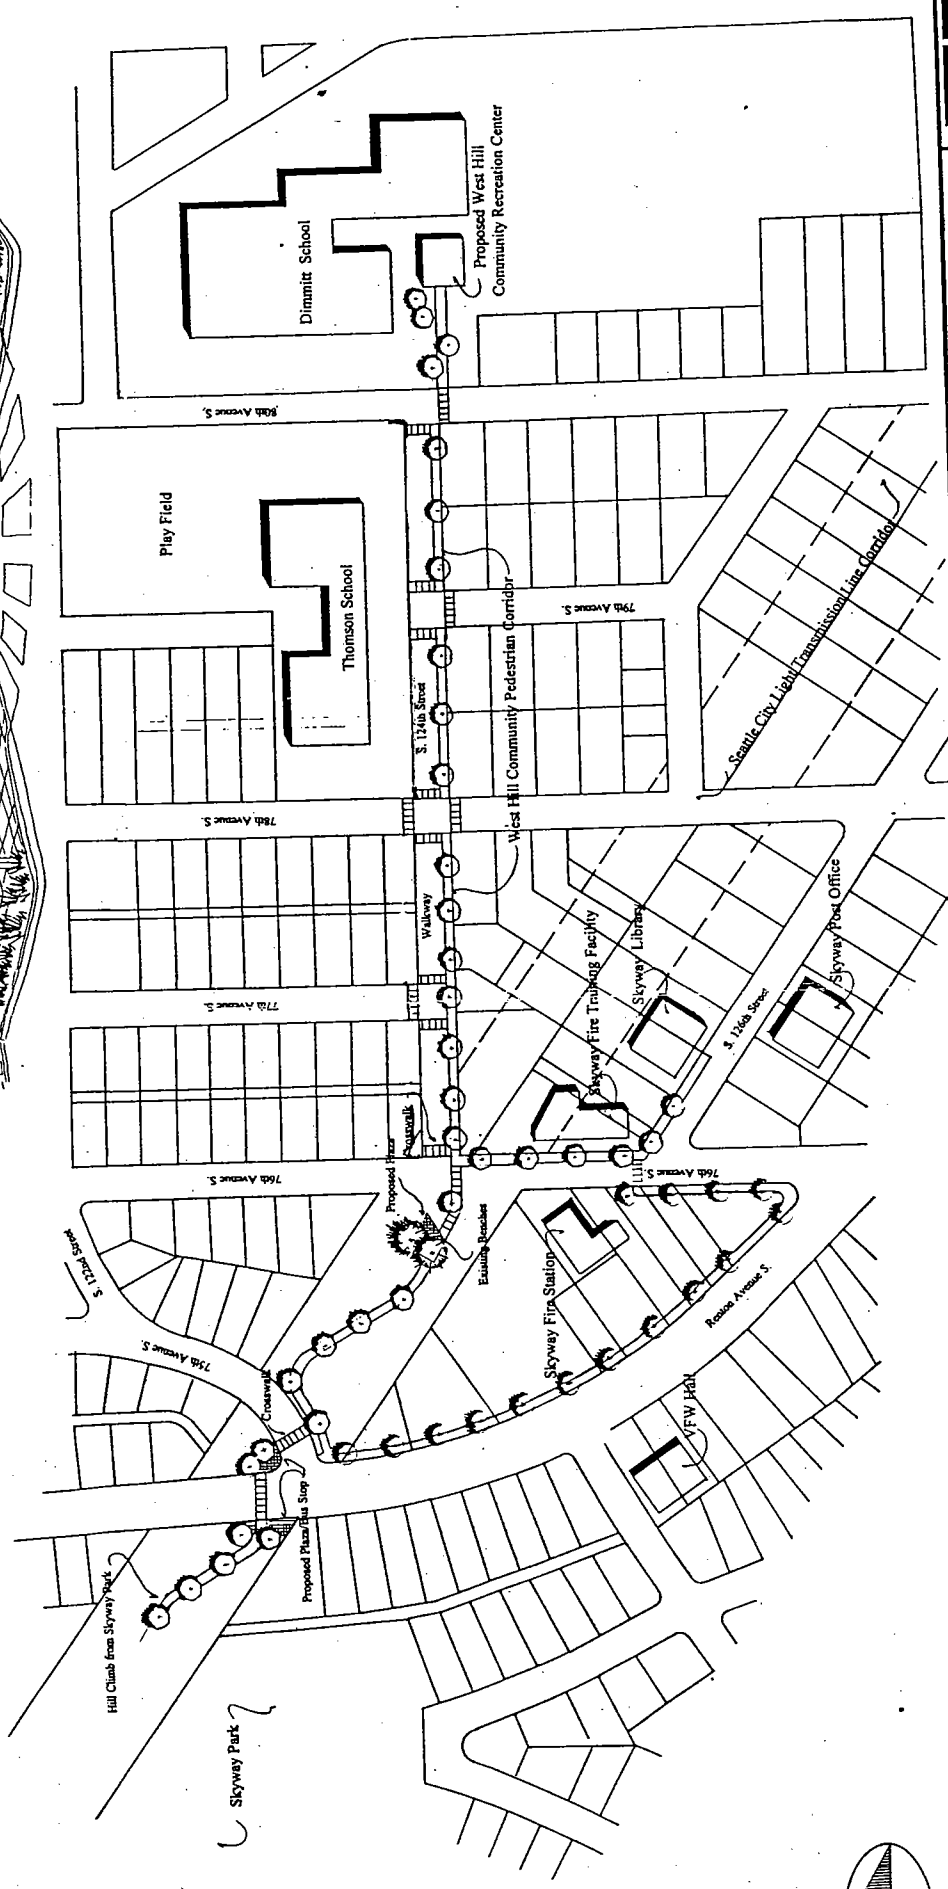 Dimmitt School
Proposed West Hill
Community Recreation Center
80th Avenue S.
Play Field
Thomson School
S. 124th Street
79th Avenue S.
West Hill Community Pedestrian Corridor
Seattle City Light Transmission Line Corridor
78th Avenue S.
Walkway
77th Avenue S.
Skyway Fire Training Facility
Skyway Library
Skyway Post Office
S. 126th Street
Crosswalk
Proposed Plaza
76th Avenue S.
76th Avenue S.
Existing Benches
S. 122nd Street
75th Avenue S.
Crosswalk
Skyway Fire Station
Renton Avenue S.
VFW Hall
Proposed Plaza/Bus Stop
Hill Climb from Skyway Park
Skyway Park